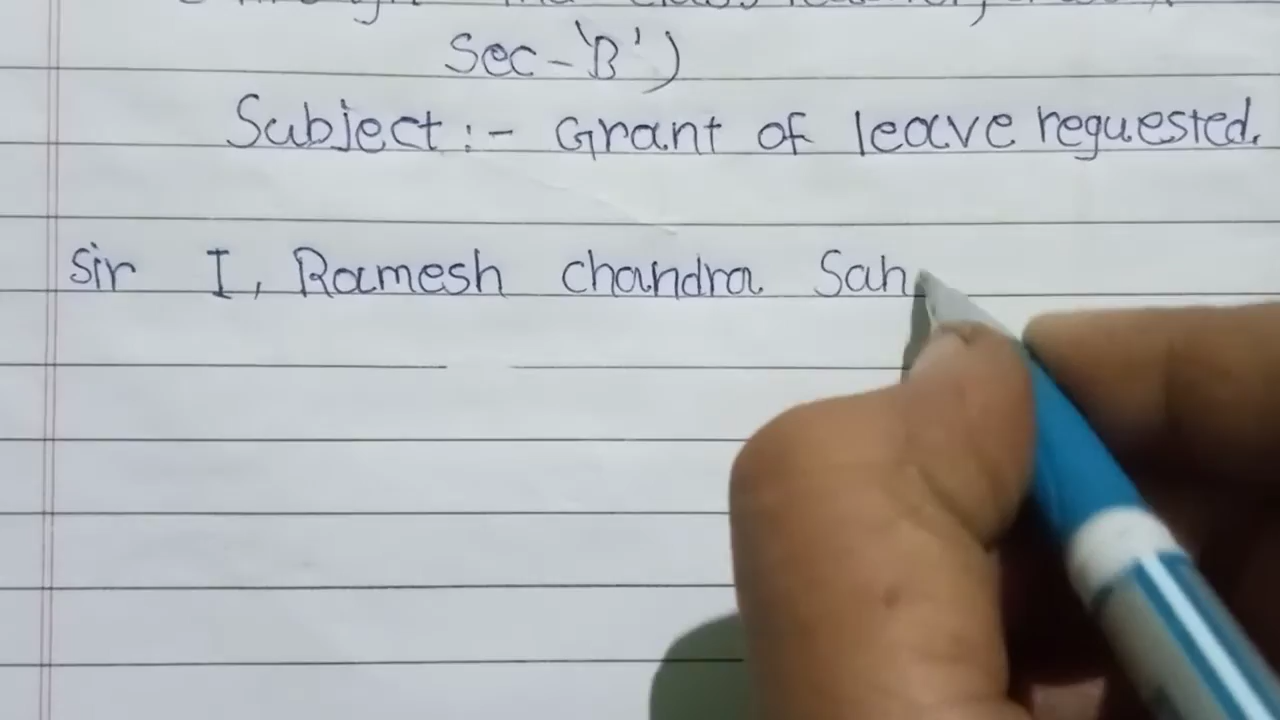 Sec-'B')
Subject:- Grant of leave requested.
Sir I, Ramesh Chandra Sah